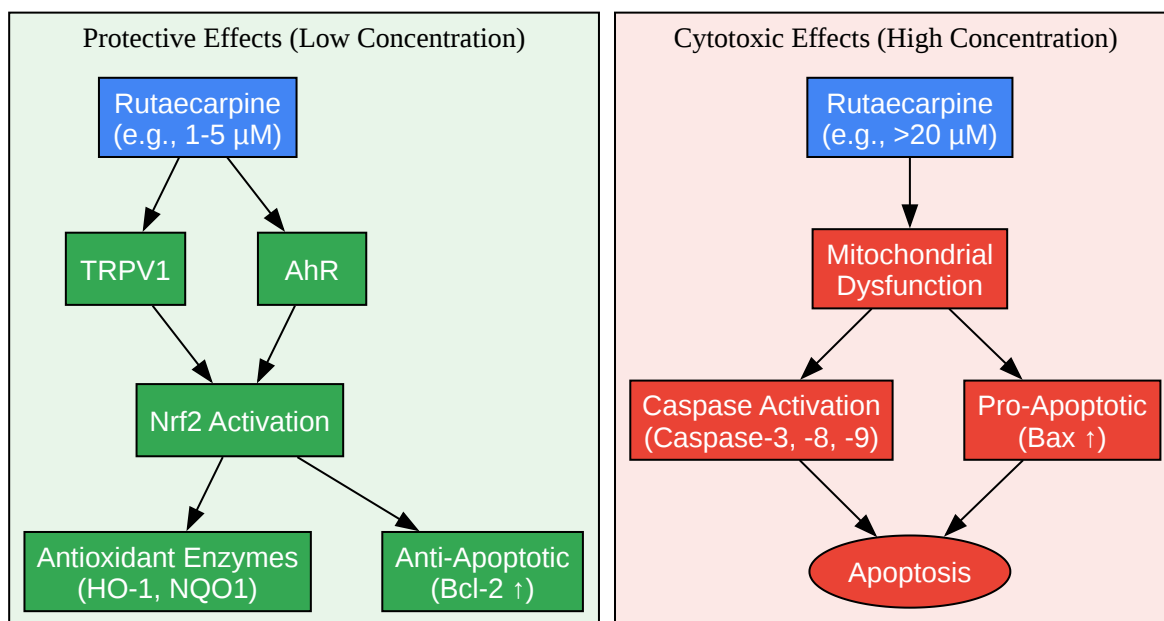 Protective Effects (Low Concentration)
Rutaecarpine
(e.g., 1-5 µM)
TRPV1
AhR
Nrf2 Activation
Antioxidant Enzymes
(HO-1, NQO1)
Anti-Apoptotic
(Bcl-2 ↑)
Cytotoxic Effects (High Concentration)
Rutaecarpine
(e.g., >20 µM)
Mitochondrial
Dysfunction
Caspase Activation
(Caspase-3, -8, -9)
Pro-Apoptotic
(Bax ↑)
Apoptosis